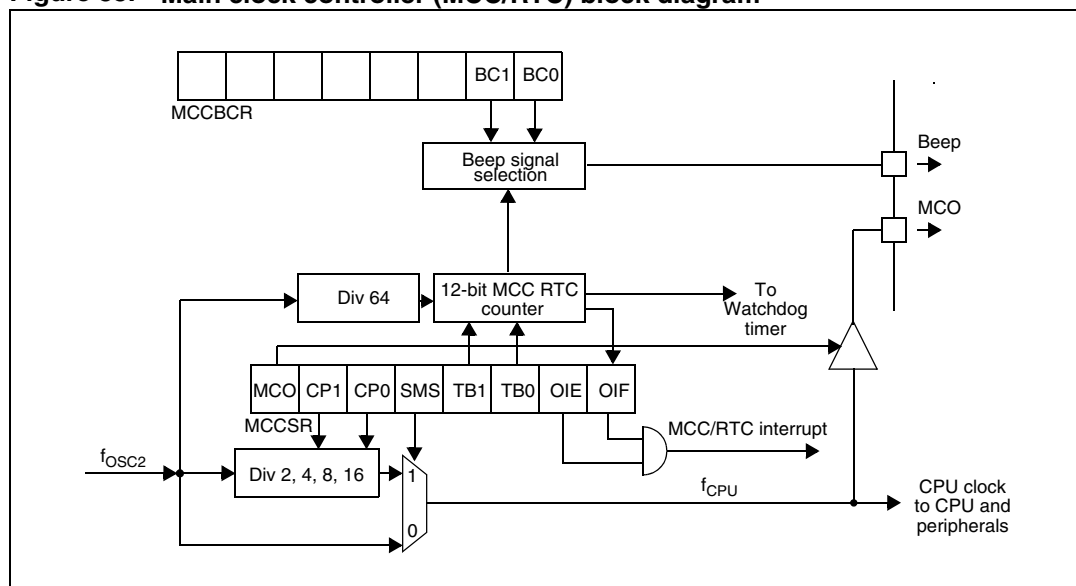 Main clock controller (MCC/RTC) block diagram
BC1 BC0
MCCBCR
Beep signal
selection
Beep
MCO
Div 64
12-bit MCC RTC
counter
To
Watchdog
timer
MCO CP1 CP0 SMS TB1 TB0 OIE OIF
MCCSR
MCC/RTC interrupt
fOSC2
Div 2, 4, 8, 16
1
0
fCPU
CPU clock
to CPU and
peripherals